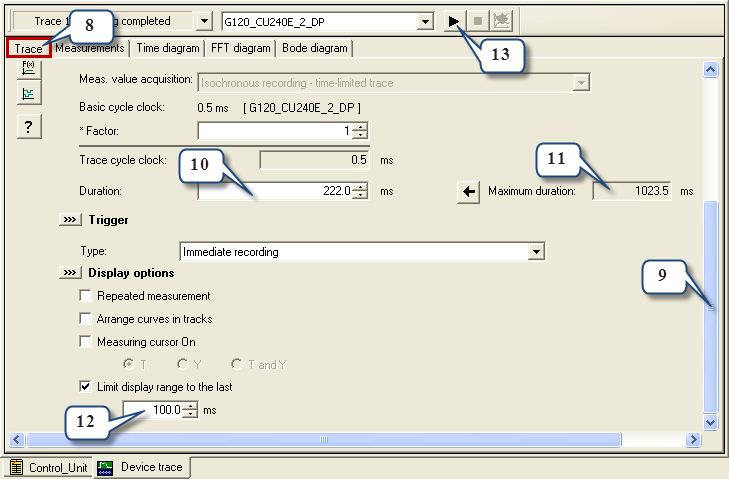 Trace 1 g completed
G120_CU240E_2_DP
8
13
Trace
Measurements
Time diagram
FFT diagram
Bode diagram
F(x)
Meas. value acquisition:
Isochronous recording - time-limited trace
Basic cycle clock:
0.5 ms
[ G120_CU240E_2_DP ]
?
* Factor:
1
Trace cycle clock:
0.5
ms
10
11
Duration:
222.0
ms
Maximum duration:
1023.5
ms
>>> Trigger
Type:
Immediate recording
>>> Display options
9
Repeated measurement
Arrange curves in tracks
Measuring cursor On
T
Y
T and Y
Limit display range to the last
12
100.0
ms
Control_Unit
Device trace